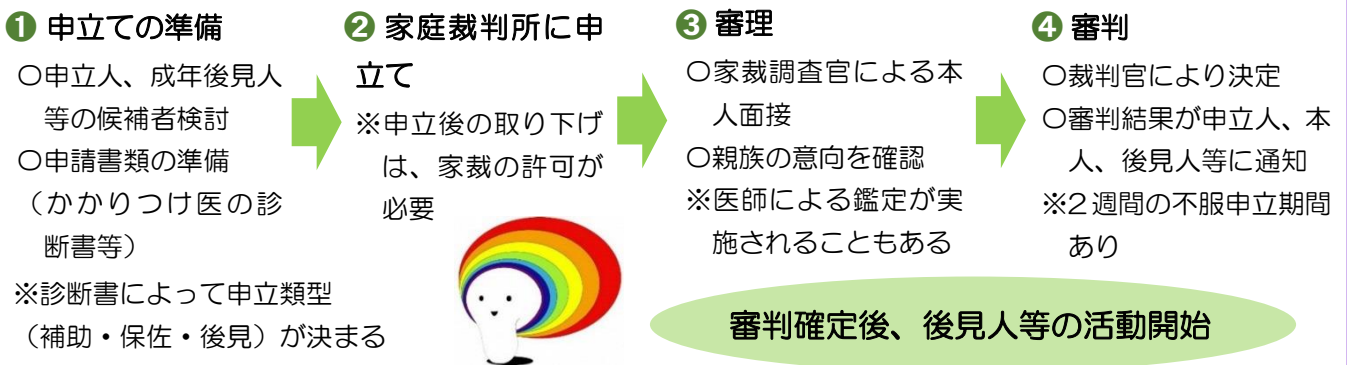 ❶ 申立ての準備
〇申立人、成年後見人
等の候補者検討
〇申請書類の準備
（かかりつけ医の診
断書等）
※診断書によって申立類型
（補助・保佐・後見）が決まる
❷ 家庭裁判所に申
立て
※申立後の取り下げ
は、家裁の許可が
必要
❸ 審理
〇家裁調査官による本
人面接
〇親族の意向を確認
※医師による鑑定が実
施されることもある
❹ 審判
〇裁判官により決定
〇審判結果が申立人、本
人、後見人等に通知
※2 週間の不服申立期間
あり
審判確定後、後見人等の活動開始